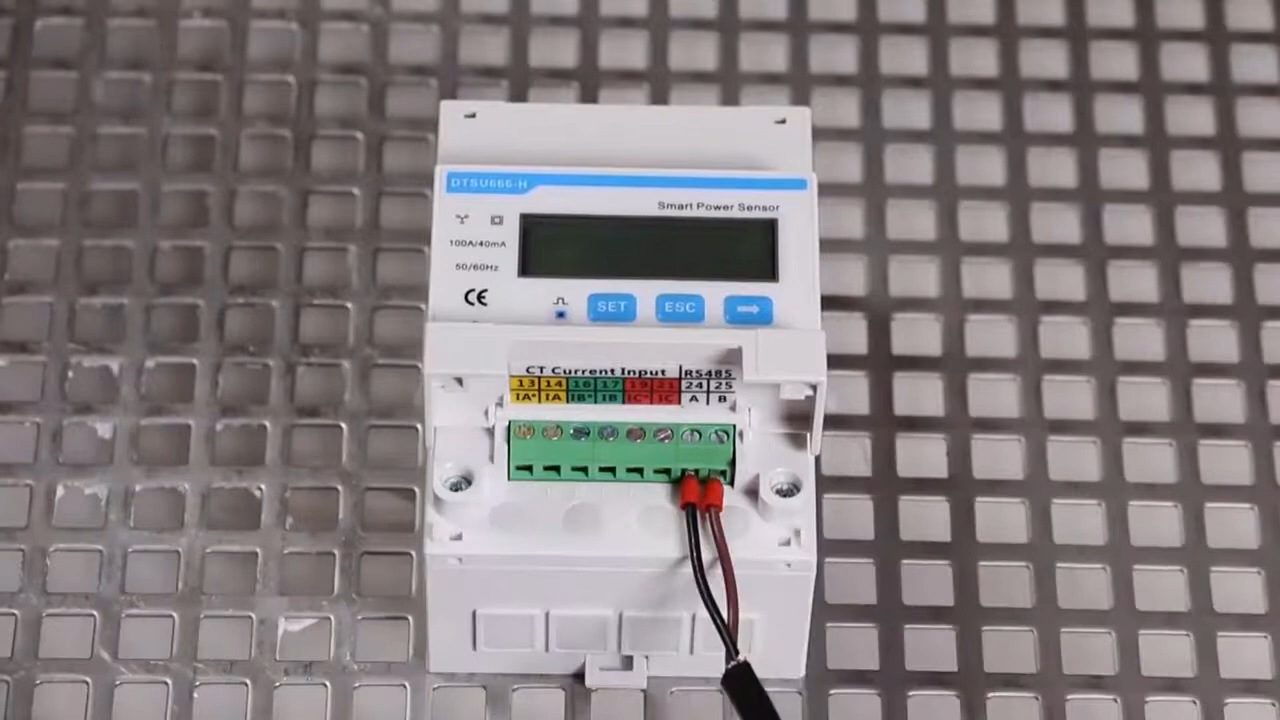 DTSU666-H
Smart Power Sensor
100A/40mA
50/60Hz
CE
SET ESC
CT Current Input RS485
13 14 16 17 19 21 24 25
IA* IA IB* IB IC* IC A B